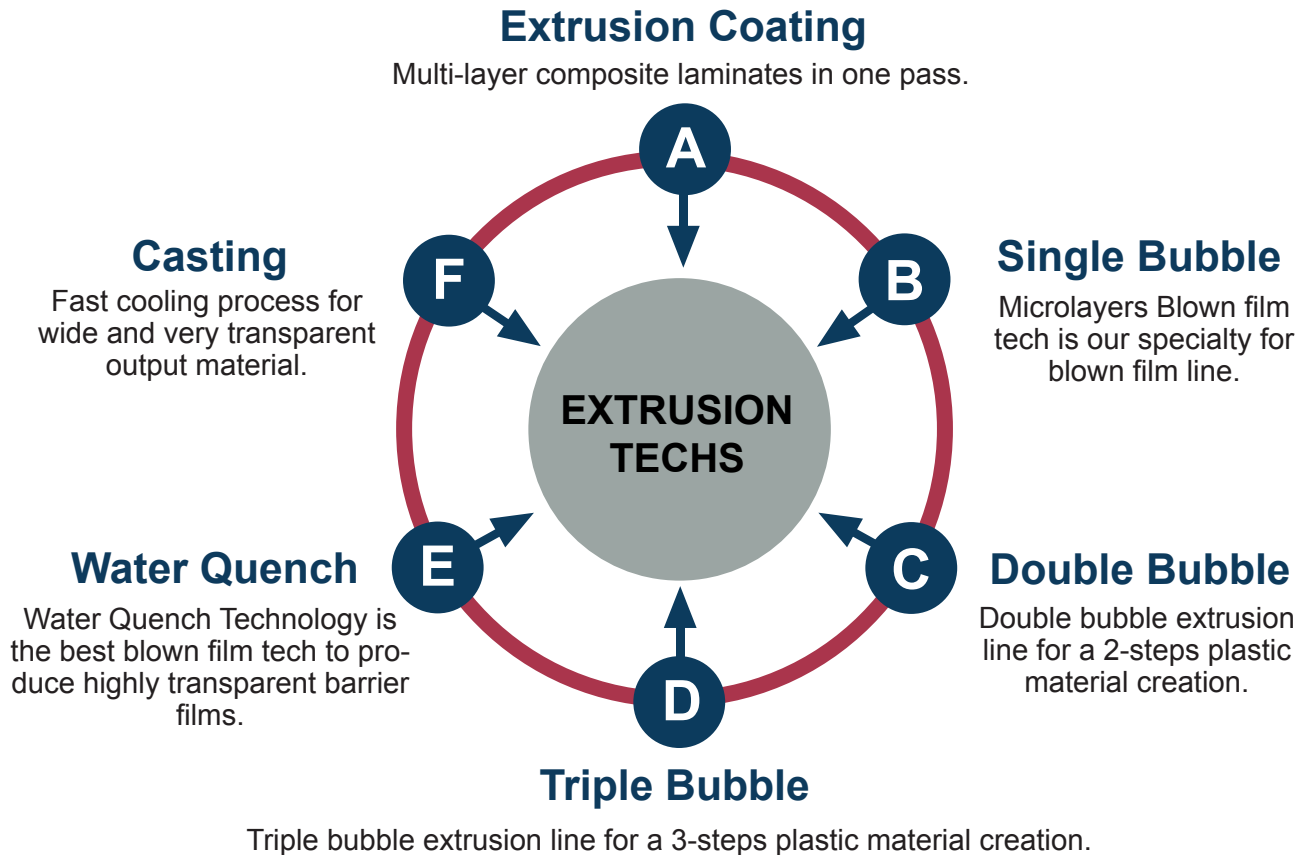 Extrusion Coating
Multi-layer composite laminates in one pass.
A
B
Single Bubble
Microlayers Blown film
tech is our specialty for
blown film line.
C
Double Bubble
Double bubble extrusion
line for a 2-steps plastic
material creation.
D
Triple Bubble
Triple bubble extrusion line for a 3-steps plastic material creation.
E
Water Quench
Water Quench Technology is
the best blown film tech to pro-
duce highly transparent barrier
films.
F
Casting
Fast cooling process for
wide and very transparent
output material.
EXTRUSION
TECHS